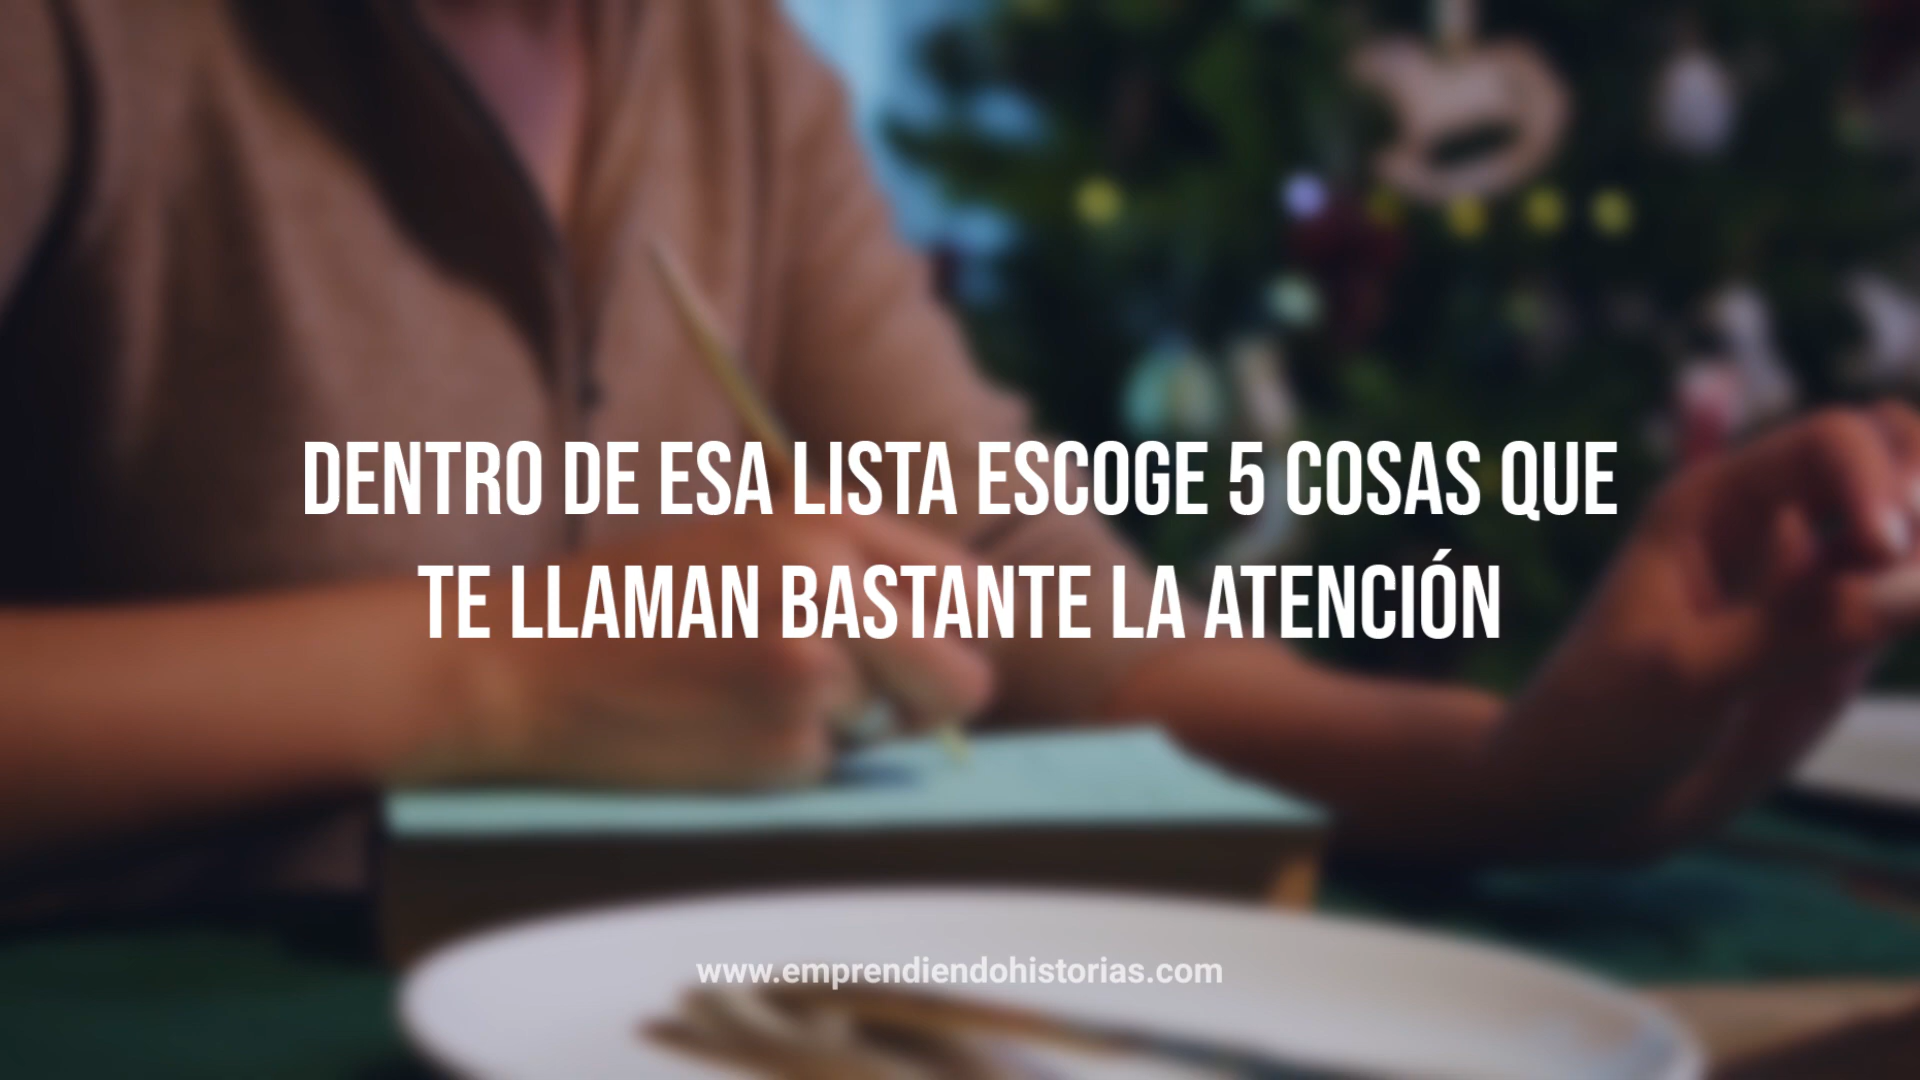 DENTRO DE ESA LISTA ESCOGE 5 COSAS QUE
TE LLAMAN BASTANTE LA ATENCIÓN
www.emprendiendohistorias.com